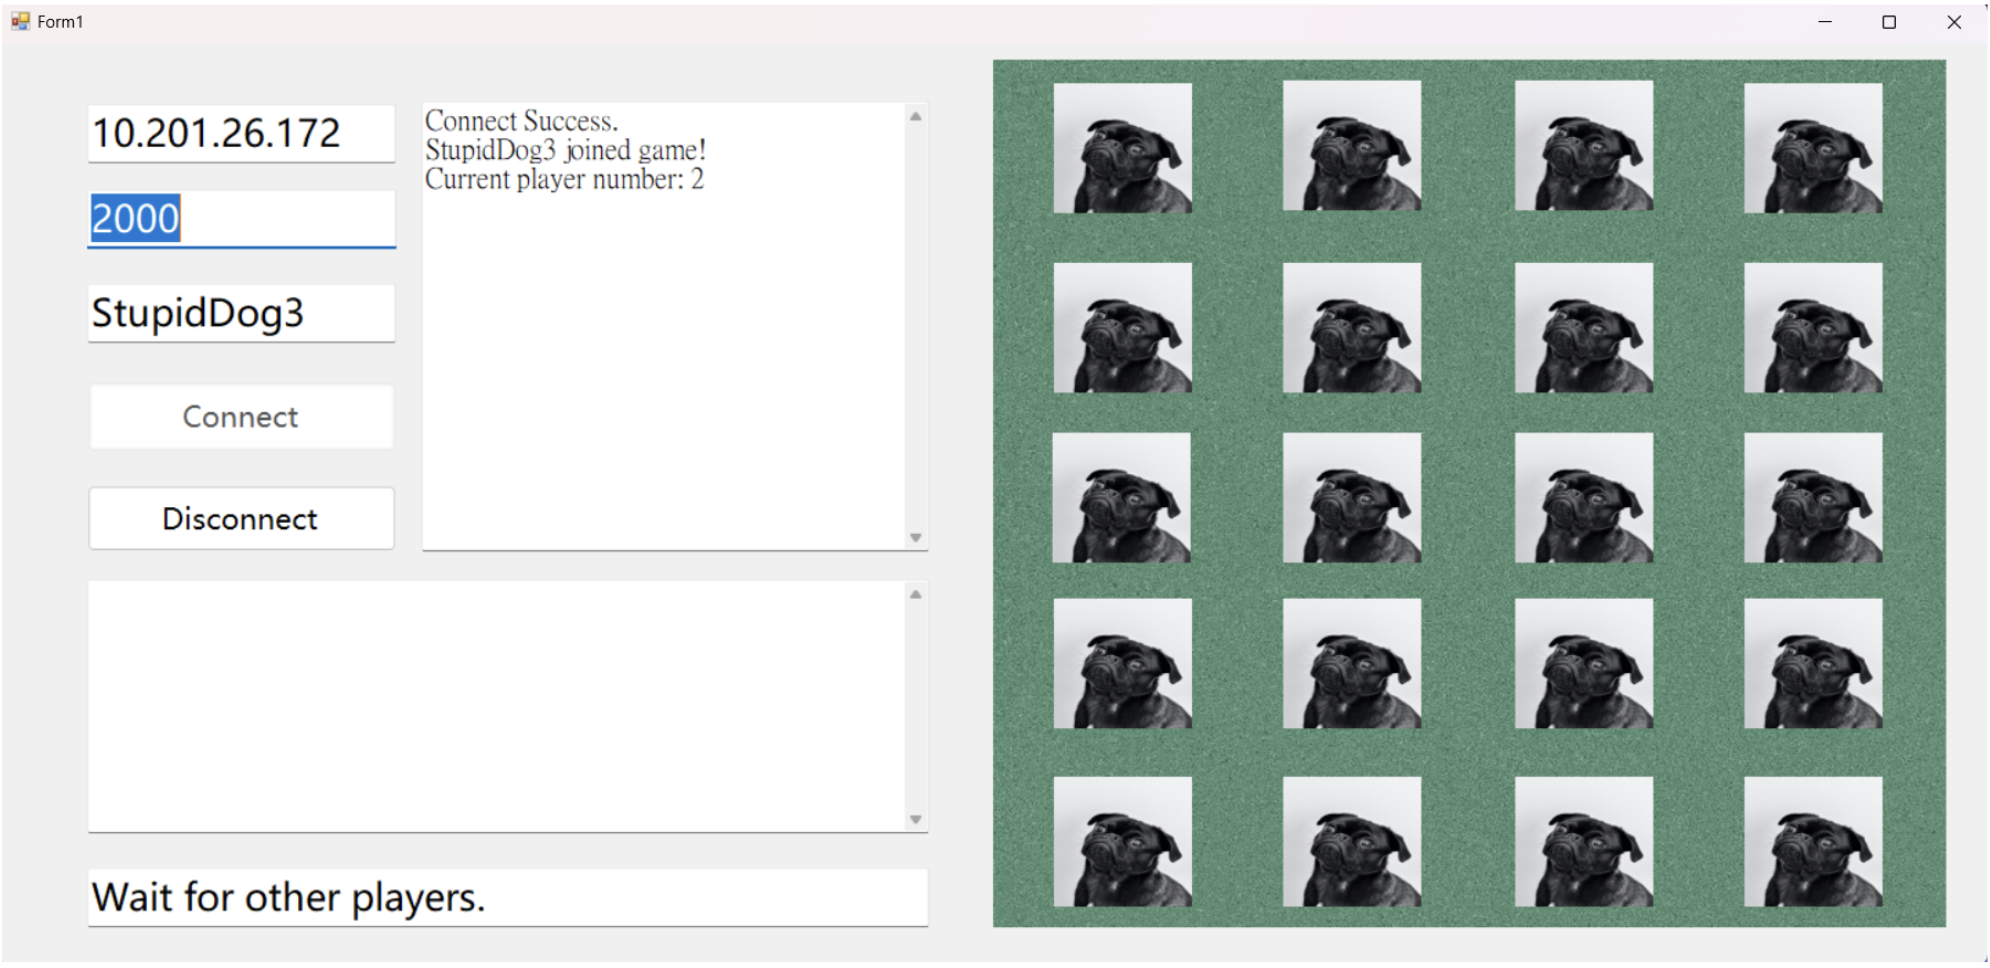 Form1
10.201.26.172
2000
StupidDog3
Connect
Disconnect
Connect Success.
StupidDog3 joined game!
Current player number: 2
Wait for other players.